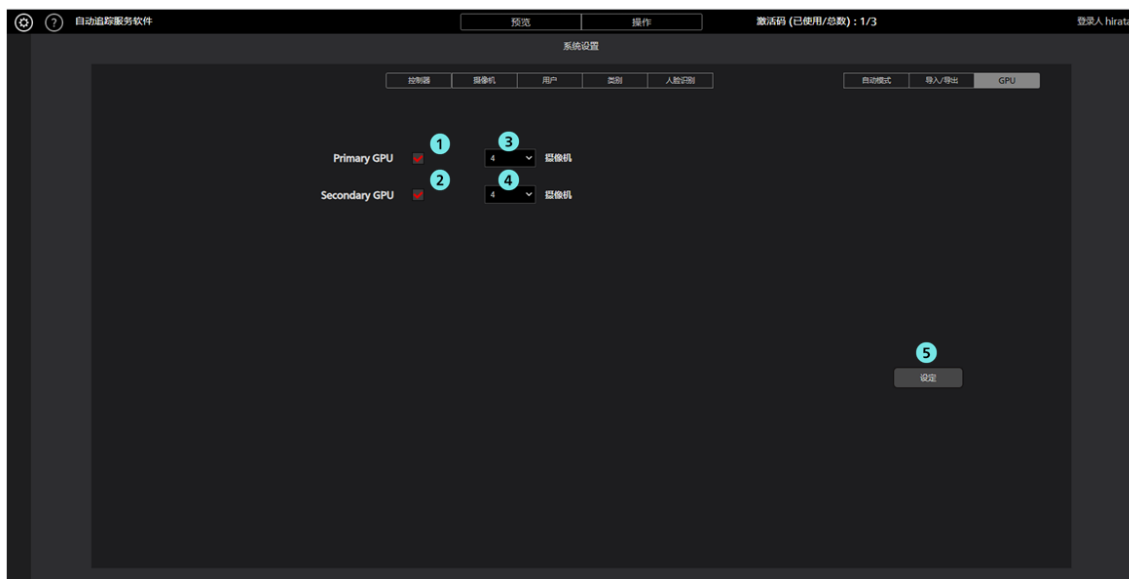 自动追踪服务软件 预览 操作 激活码 (已使用/总数) : 1/3 登录人 hirata
系统设置
控制器 摄像机 用户 类别 人脸识别 自动模式 导入/导出 GPU
1 3
Primary GPU 4 摄像机
2 4
Secondary GPU 4 摄像机
5
设定